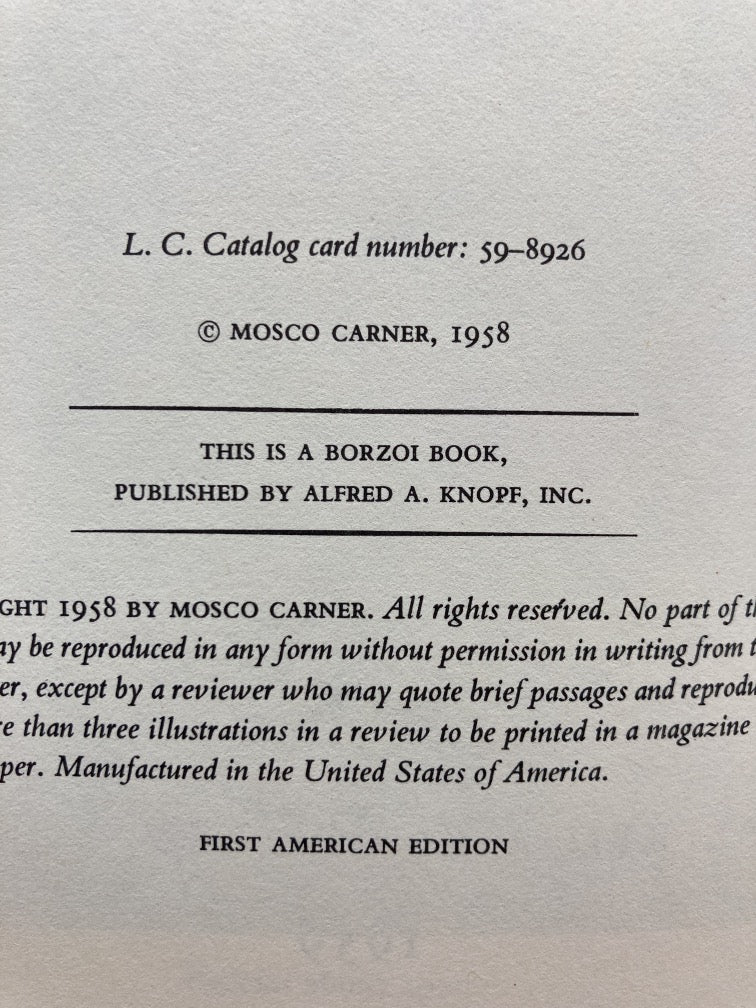 L. C. Catalog card number: 59–8926
© MOSCO CARNER, 1958
THIS IS A BORZOI BOOK,
PUBLISHED BY ALFRED A. KNOPF, INC.
GHT 1958 BY MOSCO CARNER. All rights reserved. No part of th
ay be reproduced in any form without permission in writing from t
er, except by a reviewer who may quote brief passages and reprodu
re than three illustrations in a review to be printed in a magazine
per. Manufactured in the United States of America.
FIRST AMERICAN EDITION